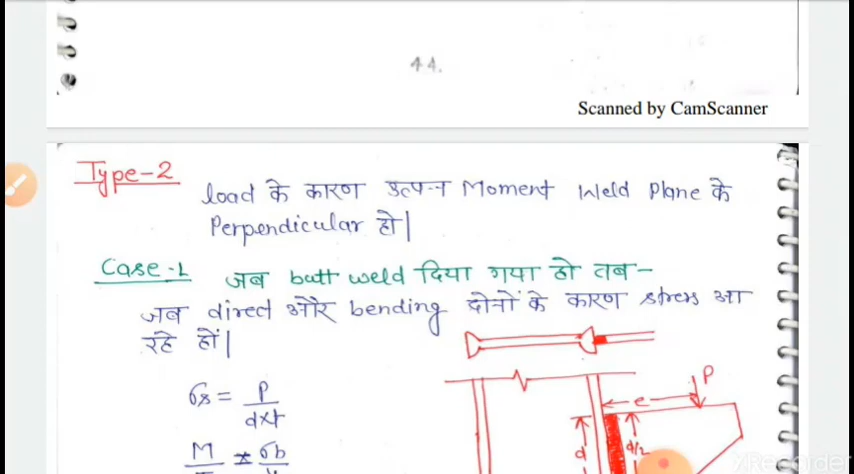 44.
Scanned by CamScanner
Type-2
load के कारण उत्पन्न Moment Weld Plane के
Perpendicular हो|
Case-1 जब butt weld दिया गया हो तब-
जब direct और bending दोनों के कारण stress आ
रहे हों|
P
e
σs = P
d×t
d
d/2
M = σb
XRecorder